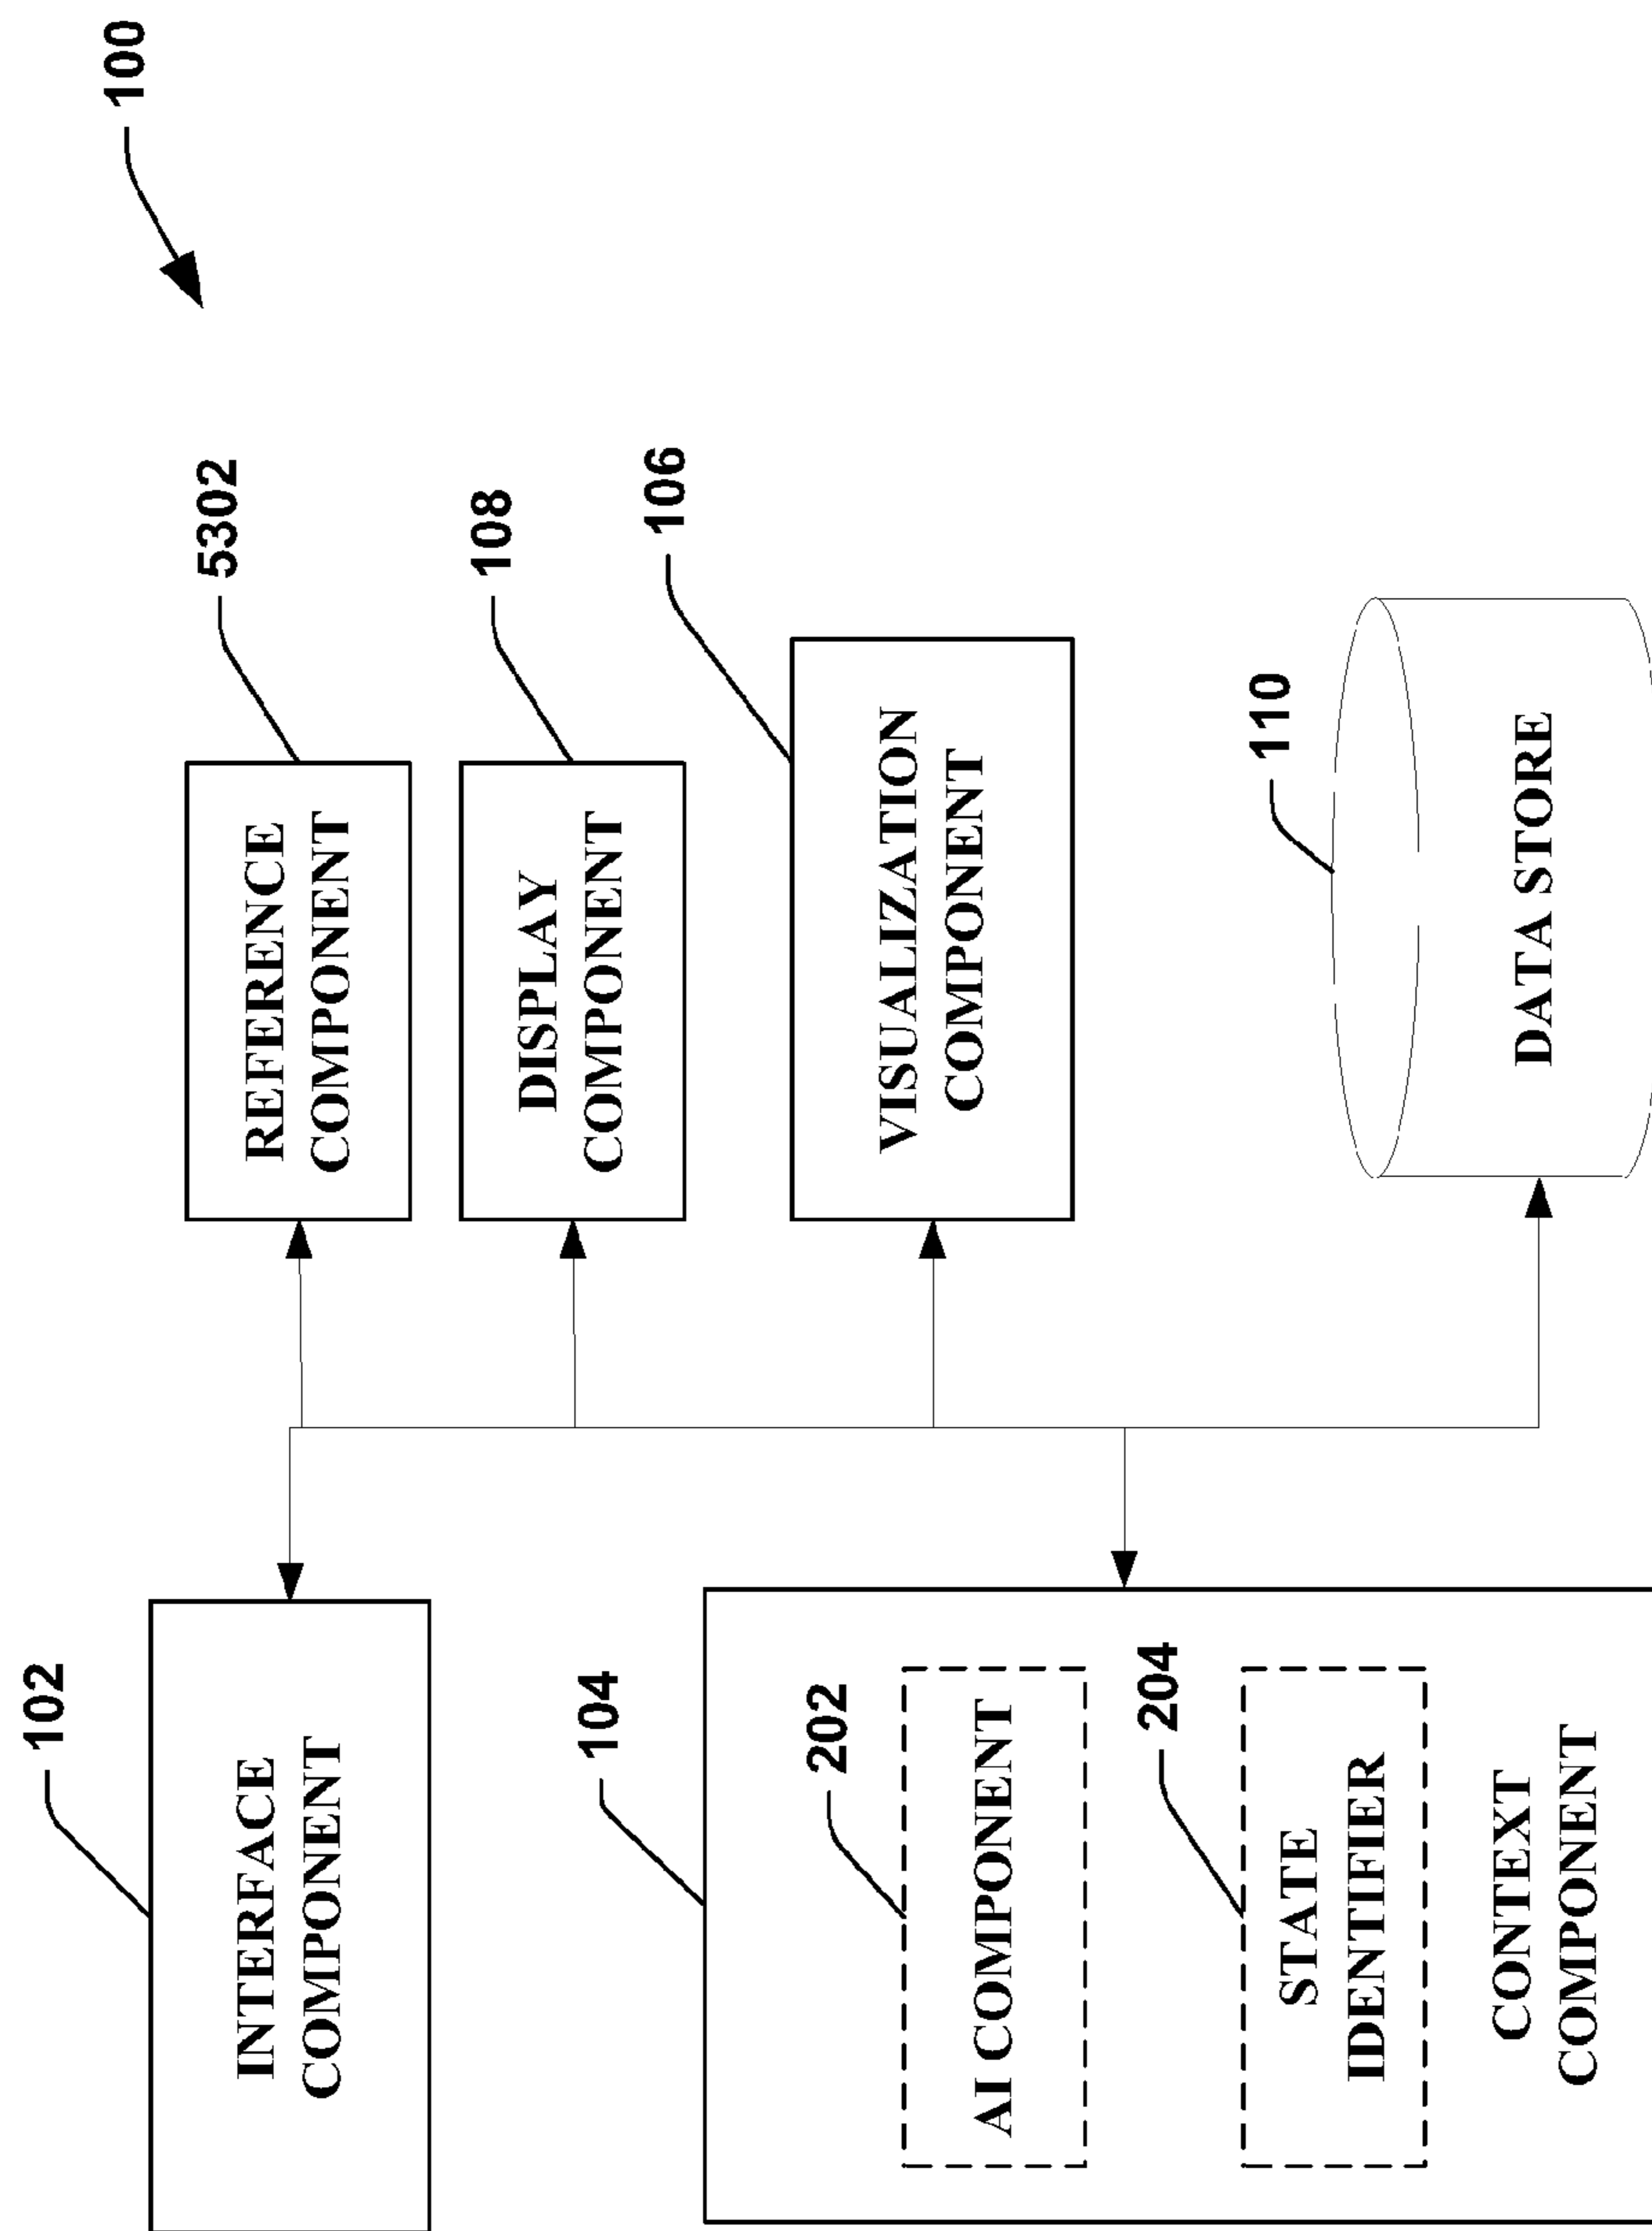 100
102
INTERFACE
COMPONENT
5302
REFERENCE
COMPONENT
108
DISPLAY
COMPONENT
104
202
AI COMPONENT
204
STATE
IDENTIFIER
CONTEXT
COMPONENT
106
VISUALIZATION
COMPONENT
110
DATA STORE